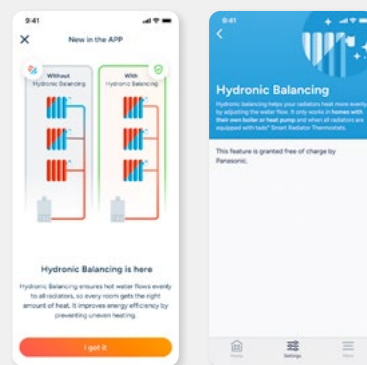 9:41
New in the APP
Without
Hydronic Balancing
With
Hydronic Balancing
Hydronic Balancing is here
Hydronic Balancing ensures hot water flows evenly
to all radiators, so every room gets the right
amount of heat. It improves energy efficiency by
preventing uneven heating.
I got it
9:41
Hydronic Balancing
Hydronic balancing helps your radiators heat more evenly
by adjusting the water flow. It only works in homes with
their own boiler or heat pump and when all radiators are
equipped with tado° Smart Radiator Thermostats.
This feature is granted free of charge by
Panasonic.
Home
Settings
More